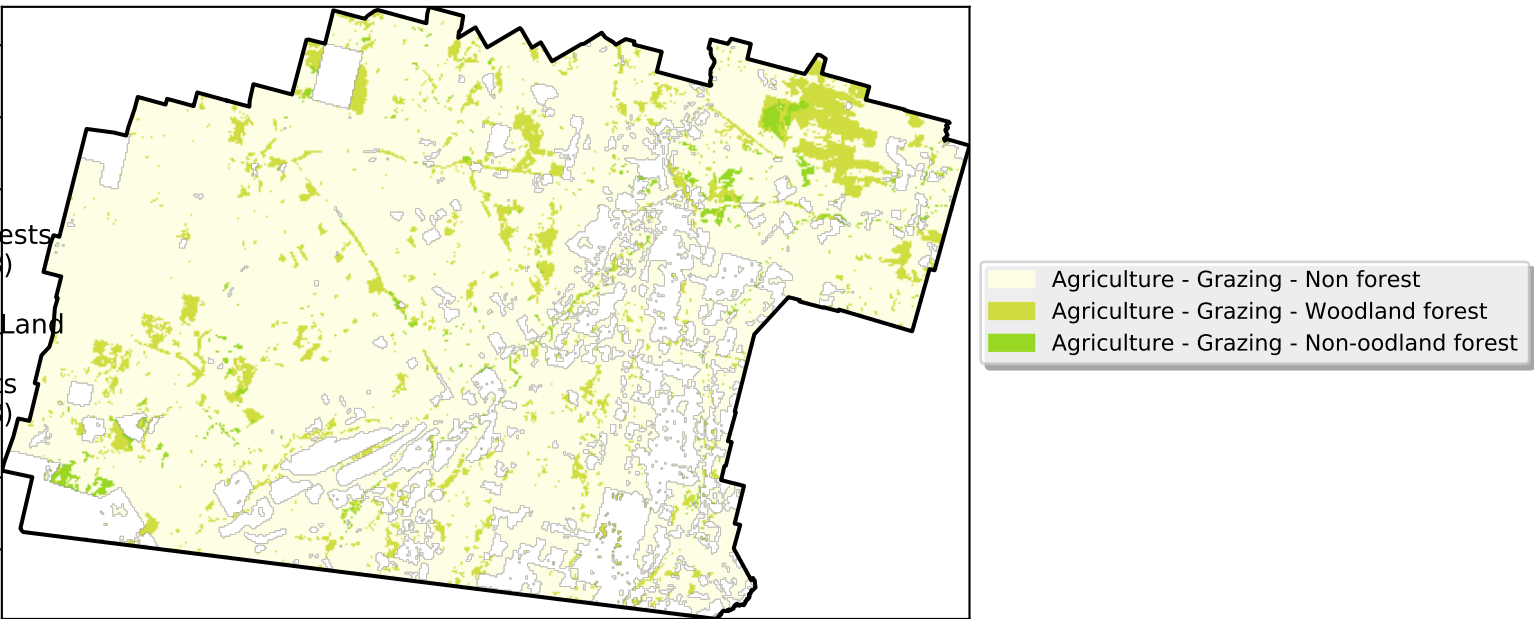 ests
)
Land
s
)
Agriculture - Grazing - Non forest
Agriculture - Grazing - Woodland forest
Agriculture - Grazing - Non-oodland forest